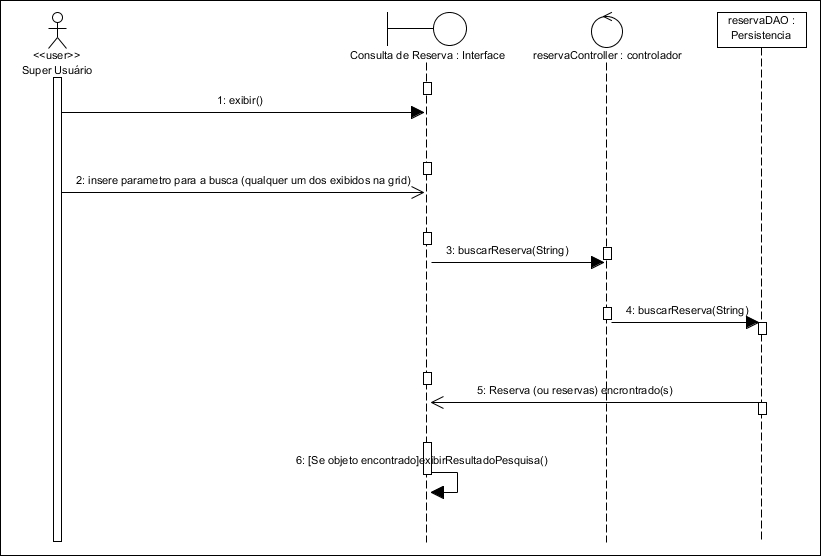 reservaDAO :
Persistencia
<<user>>
Super Usuário
Consulta de Reserva : Interface
reservaController : controlador
1: exibir()
2: insere parametro para a busca (qualquer um dos exibidos na grid)
3: buscarReserva(String)
4: buscarReserva(String)
5: Reserva (ou reservas) encrontrado(s)
6: [Se objeto encontrado]exibirResultadoPesquisa()